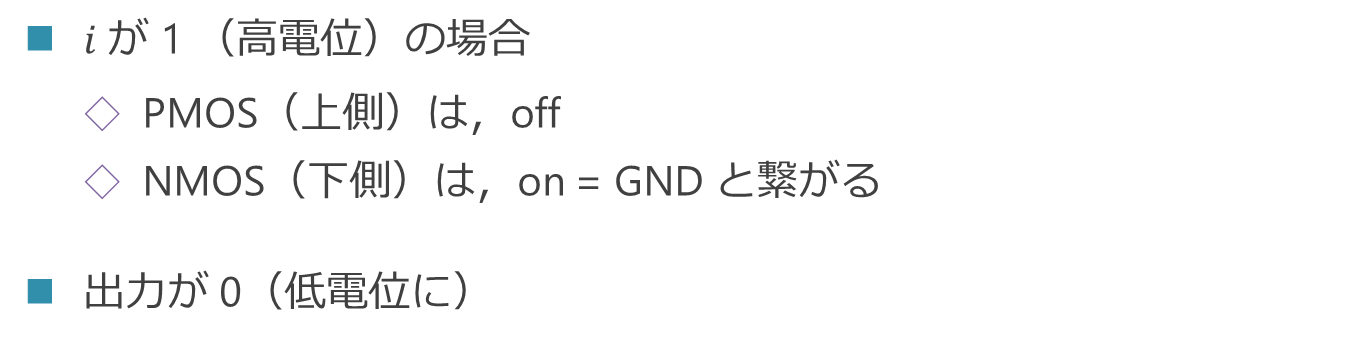 ■ i が 1 （高電位）の場合
◇ PMOS（上側）は，off
◇ NMOS（下側）は，on = GND と繋がる
■ 出力が 0（低電位に）